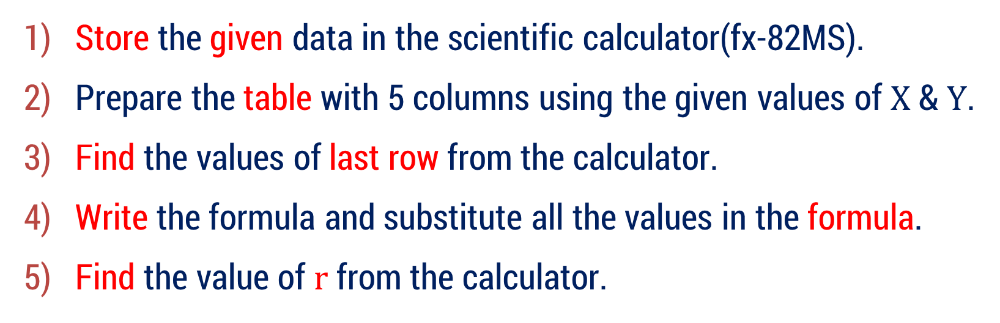 1) Store the given data in the scientific calculator(fx-82MS).
2) Prepare the table with 5 columns using the given values of X & Y.
3) Find the values of last row from the calculator.
4) Write the formula and substitute all the values in the formula.
5) Find the value of r from the calculator.